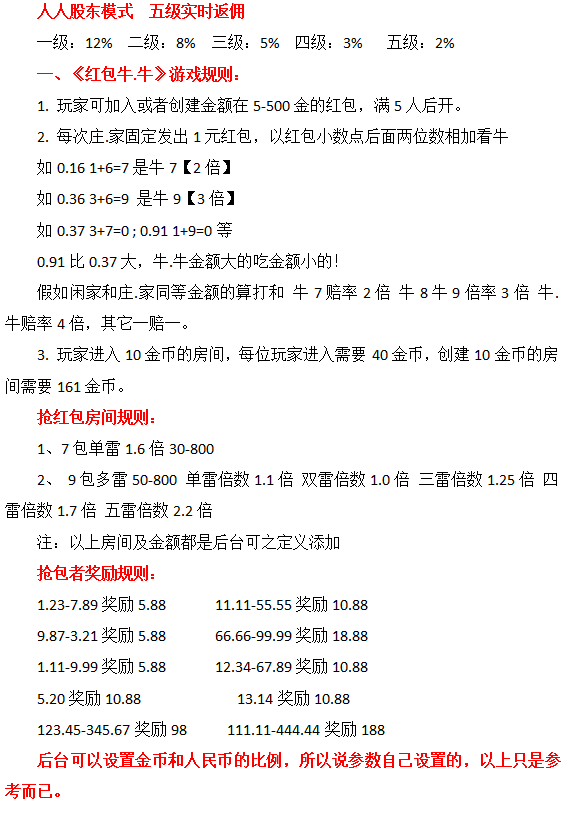 人人股东模式 五级实时返佣
一级：12% 二级：8% 三级：5% 四级：3% 五级：2%
一、《红包牛.牛》游戏规则：
1. 玩家可加入或者创建金额在 5-500 金的红包，满 5 人后开。
2. 每次庄.家固定发出 1 元红包，以红包小数点后面两位数相加看牛
如 0.16 1+6=7 是牛 7【2 倍】
如 0.36 3+6=9 是牛 9【3 倍】
如 0.37 3+7=0 ; 0.91 1+9=0 等
0.91 比 0.37 大，牛.牛金额大的吃金额小的！
假如闲家和庄.家同等金额的算打和 牛 7 赔率 2 倍 牛 8 牛 9 倍率 3 倍 牛.
牛赔率 4 倍，其它一赔一。
3. 玩家进入 10 金币的房间，每位玩家进入需要 40 金币，创建 10 金币的房
间需要 161 金币。
抢红包房间规则：
1、7 包单雷 1.6 倍 30-800
2、 9 包多雷 50-800 单雷倍数 1.1 倍 双雷倍数 1.0 倍 三雷倍数 1.25 倍 四
雷倍数 1.7 倍 五雷倍数 2.2 倍
注：以上房间及金额都是后台可之定义添加
抢包者奖励规则：
1.23-7.89 奖励 5.88 11.11-55.55 奖励 10.88
9.87-3.21 奖励 5.88 66.66-99.99 奖励 18.88
1.11-9.99 奖励 5.88 12.34-67.89 奖励 10.88
5.20 奖励 10.88 13.14 奖励 10.88
123.45-345.67 奖励 98 111.11-444.44 奖励 188
后台可以设置金币和人民币的比例，所以说参数自己设置的，以上只是参
考而已。